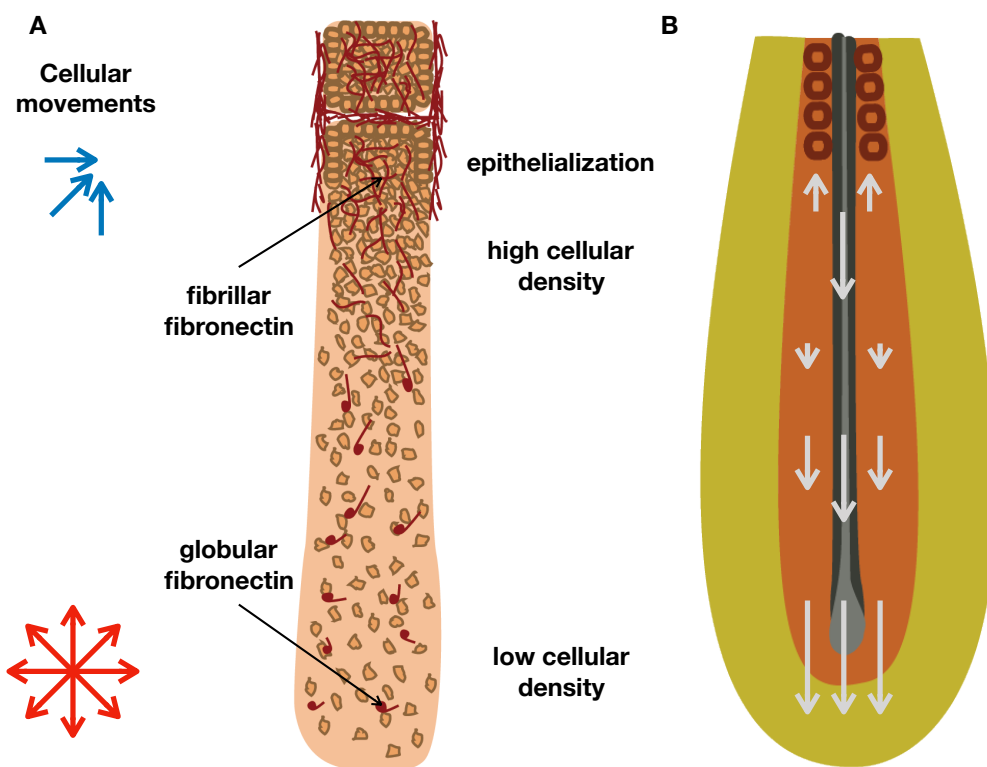 A
B
Cellular
movements
epithelialization
high cellular
density
fibrillar
fibronectin
globular
fibronectin
low cellular
density